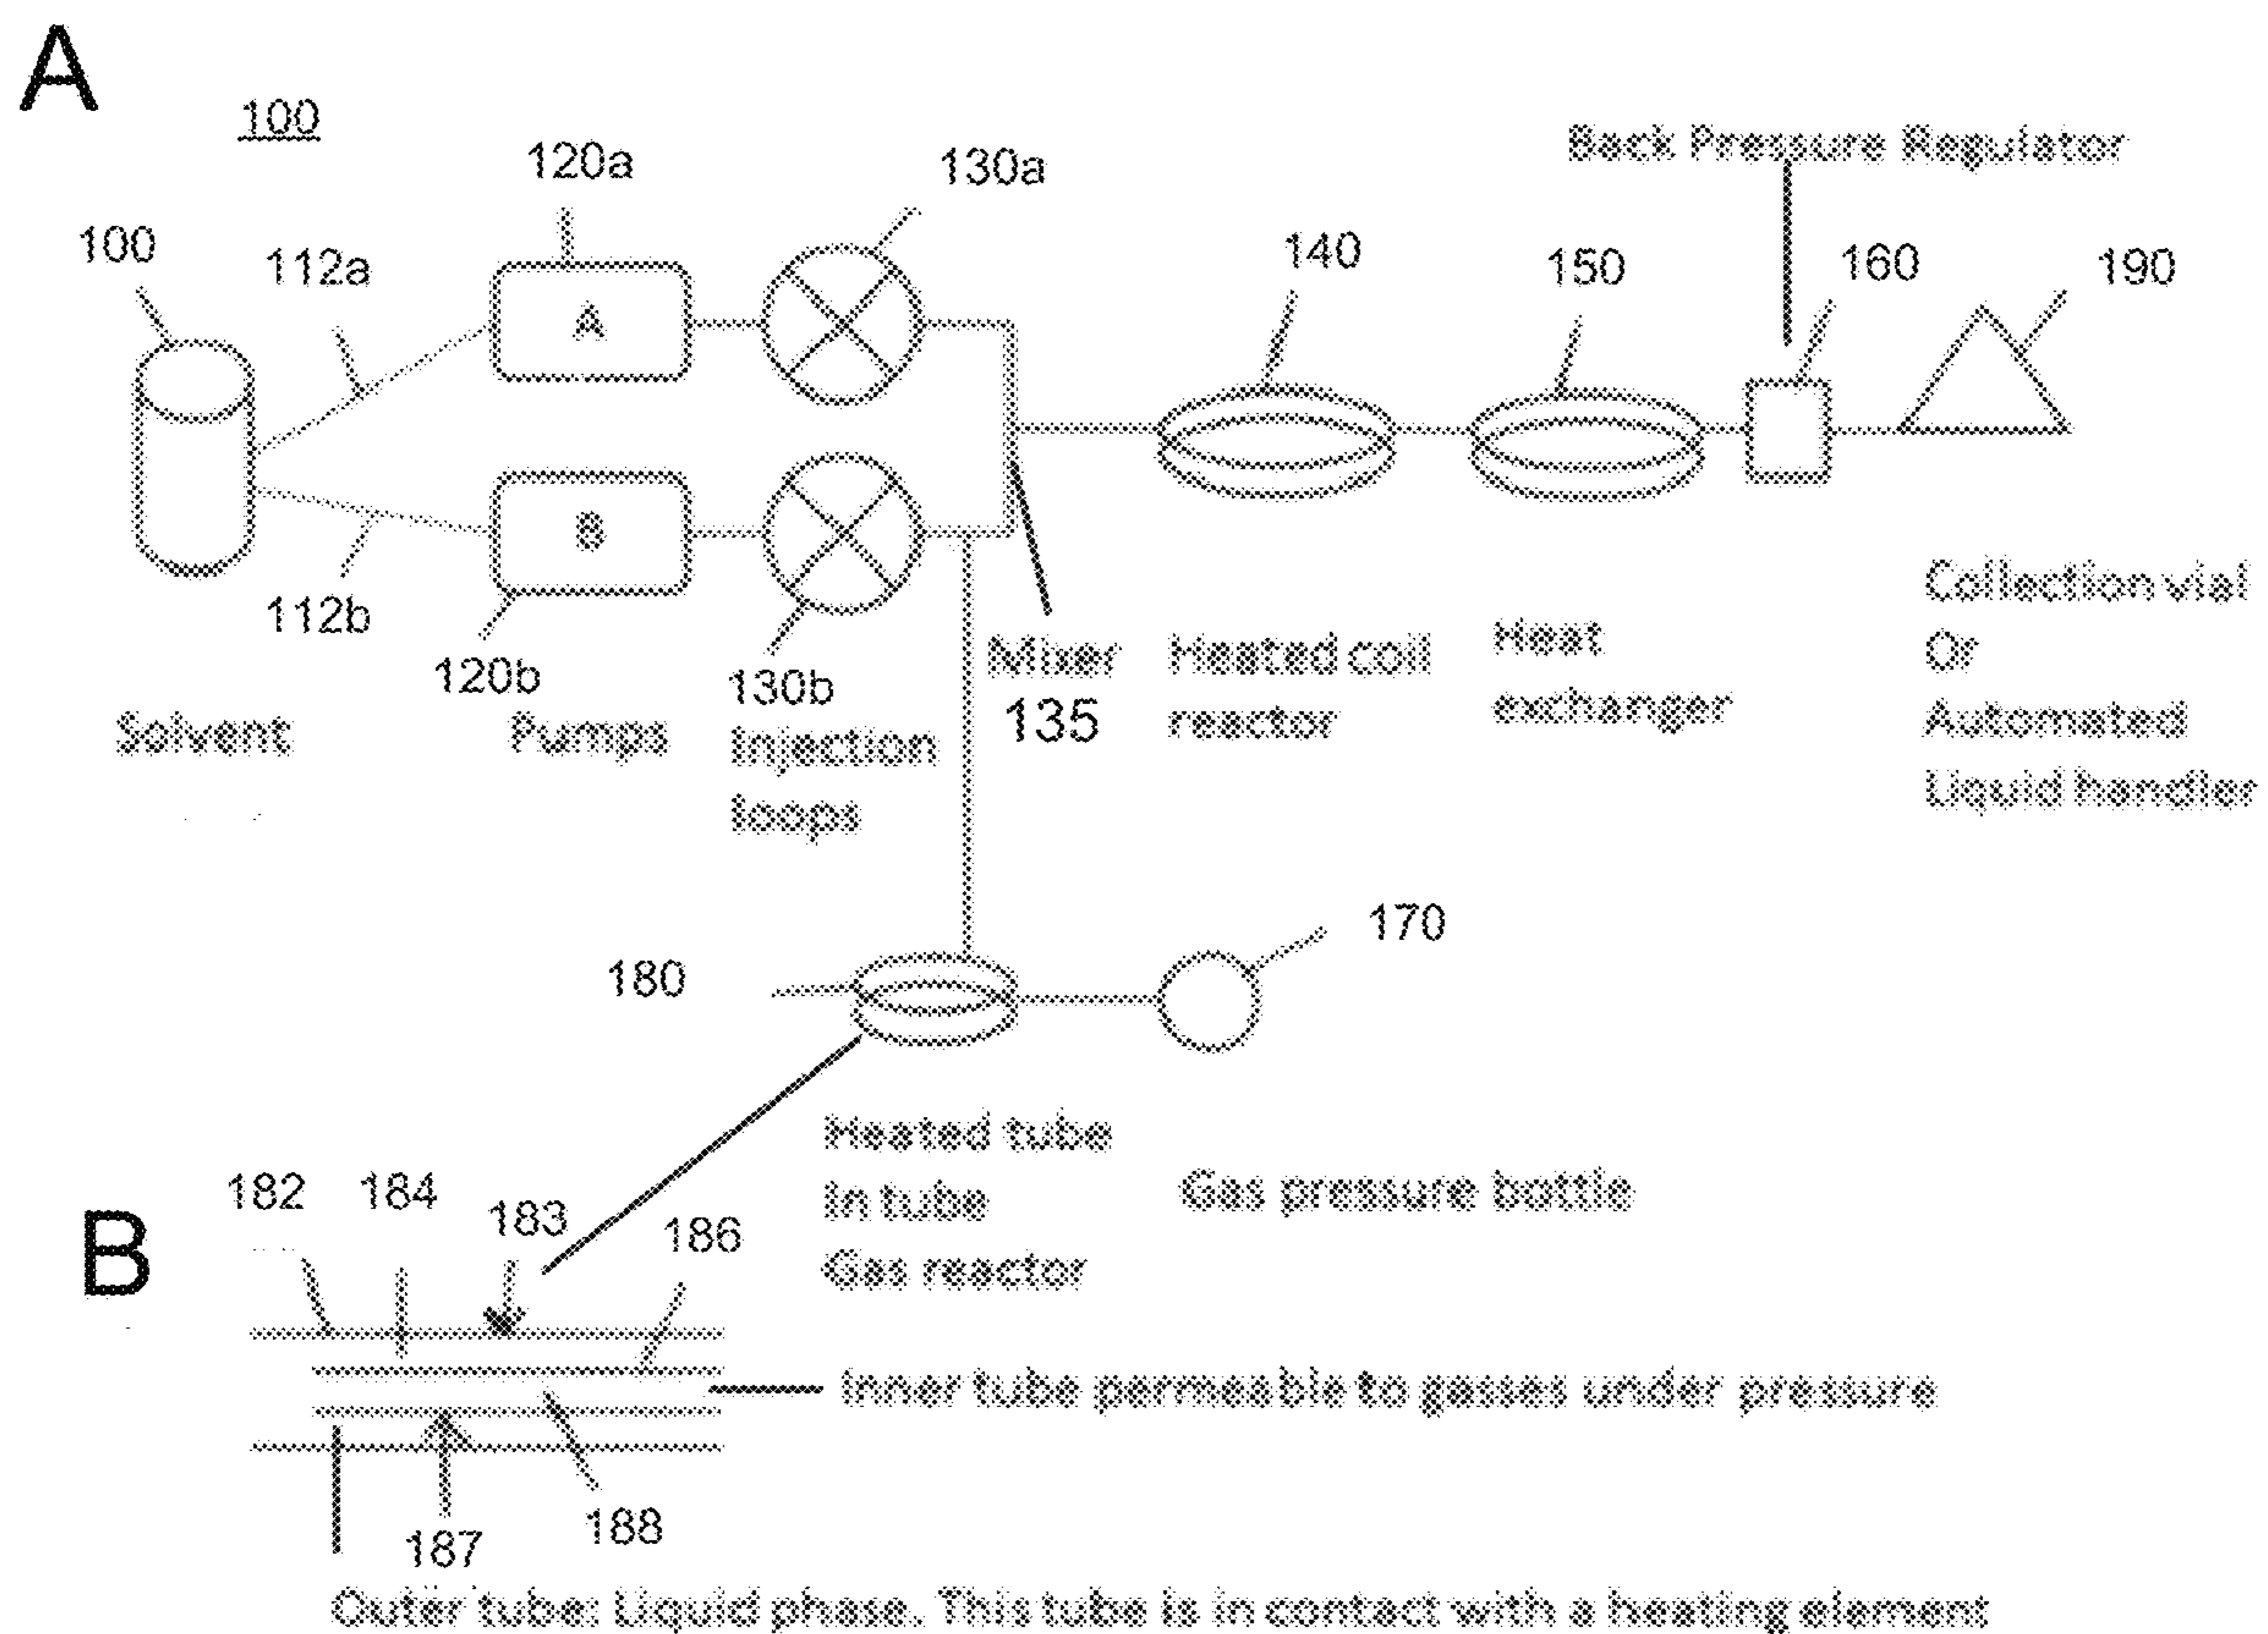 A
100
Back Pressure Regulator
120a
130a
100
112a
140
150
160
190
A
B
112b
120b
130b
Mixer
135
Heated coil
reactor
Heat
exchanger
Collection vial
Or
Automated
Liquid handler
Solvent
Pumps
Injection
loops
170
180
Heated tube
In tube
Gas reactor
Gas pressure bottle
B
182
184
183
186
Inner tube permeable to gasses under pressure
187
188
Outer tube: Liquid phase. This tube is in contact with a heating element